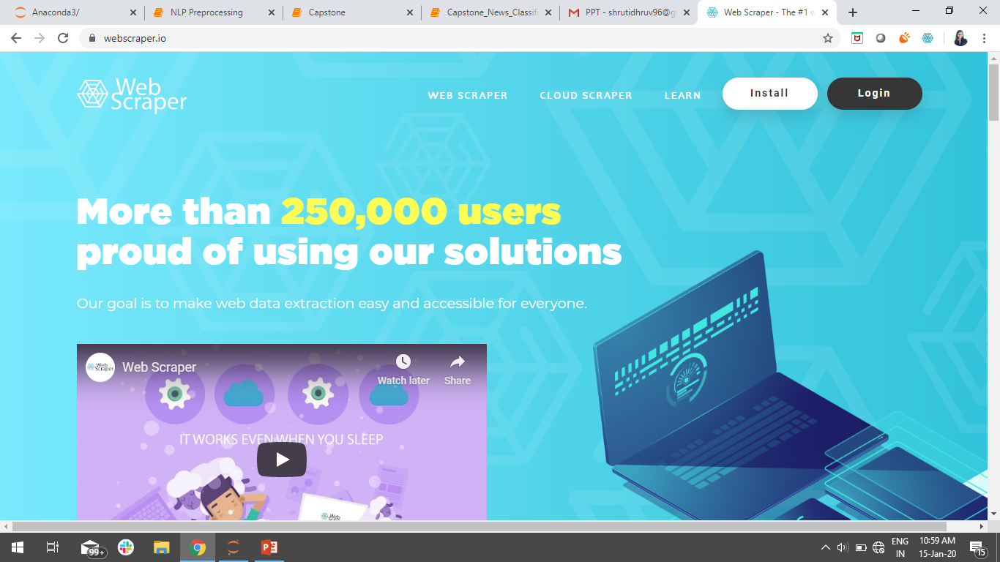 Anaconda3/
NLP Preprocessing
Capstone
Capstone_News_Classifi
PPT - shrutidhruv96@g
Web Scraper - The #1 w
webscraper.io
Web
Scraper
WEB SCRAPER
CLOUD SCRAPER
LEARN
Install
Login
More than 250,000 users
proud of using our solutions
Our goal is to make web data extraction easy and accessible for everyone.
Web
Scraper
Web Scraper
Watch later
Share
IT WORKS EVEN WHEN YOU SLEEP
99+
ENG
IN
10:59 AM
15-Jan-20
15